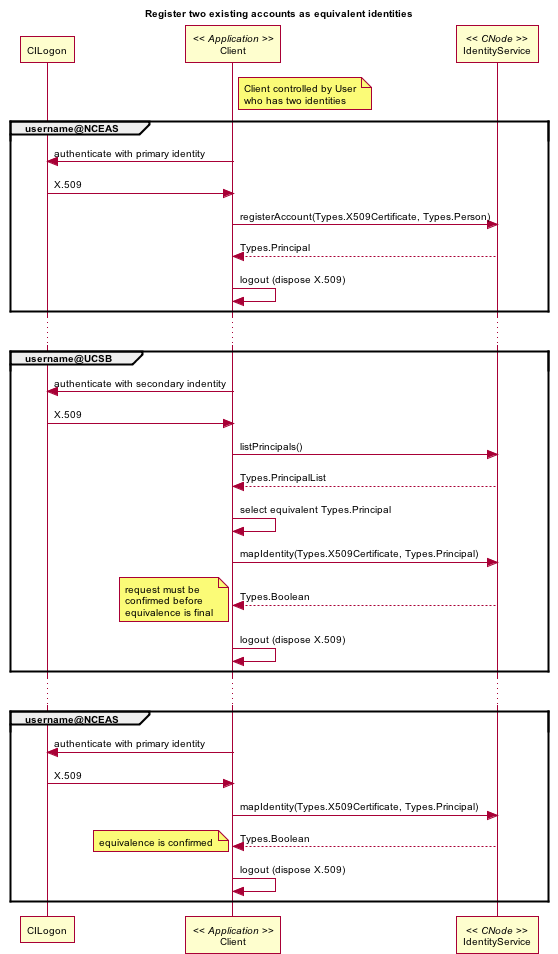 Register two existing accounts as equivalent identities
CILogon
<< Application >>
Client
<< CNode >>
IdentityService
Client controlled by User
who has two identities
username@NCEAS
authenticate with primary identity
X.509
registerAccount(Types.X509Certificate, Types.Person)
Types.Principal
logout (dispose X.509)
username@UCSB
authenticate with secondary indentity
X.509
listPrincipals()
Types.PrincipalList
select equivalent Types.Principal
mapIdentity(Types.X509Certificate, Types.Principal)
request must be
confirmed before
equivalence is final
Types.Boolean
logout (dispose X.509)
username@NCEAS
authenticate with primary identity
X.509
mapIdentity(Types.X509Certificate, Types.Principal)
equivalence is confirmed
Types.Boolean
logout (dispose X.509)
CILogon
<< Application >>
Client
<< CNode >>
IdentityService